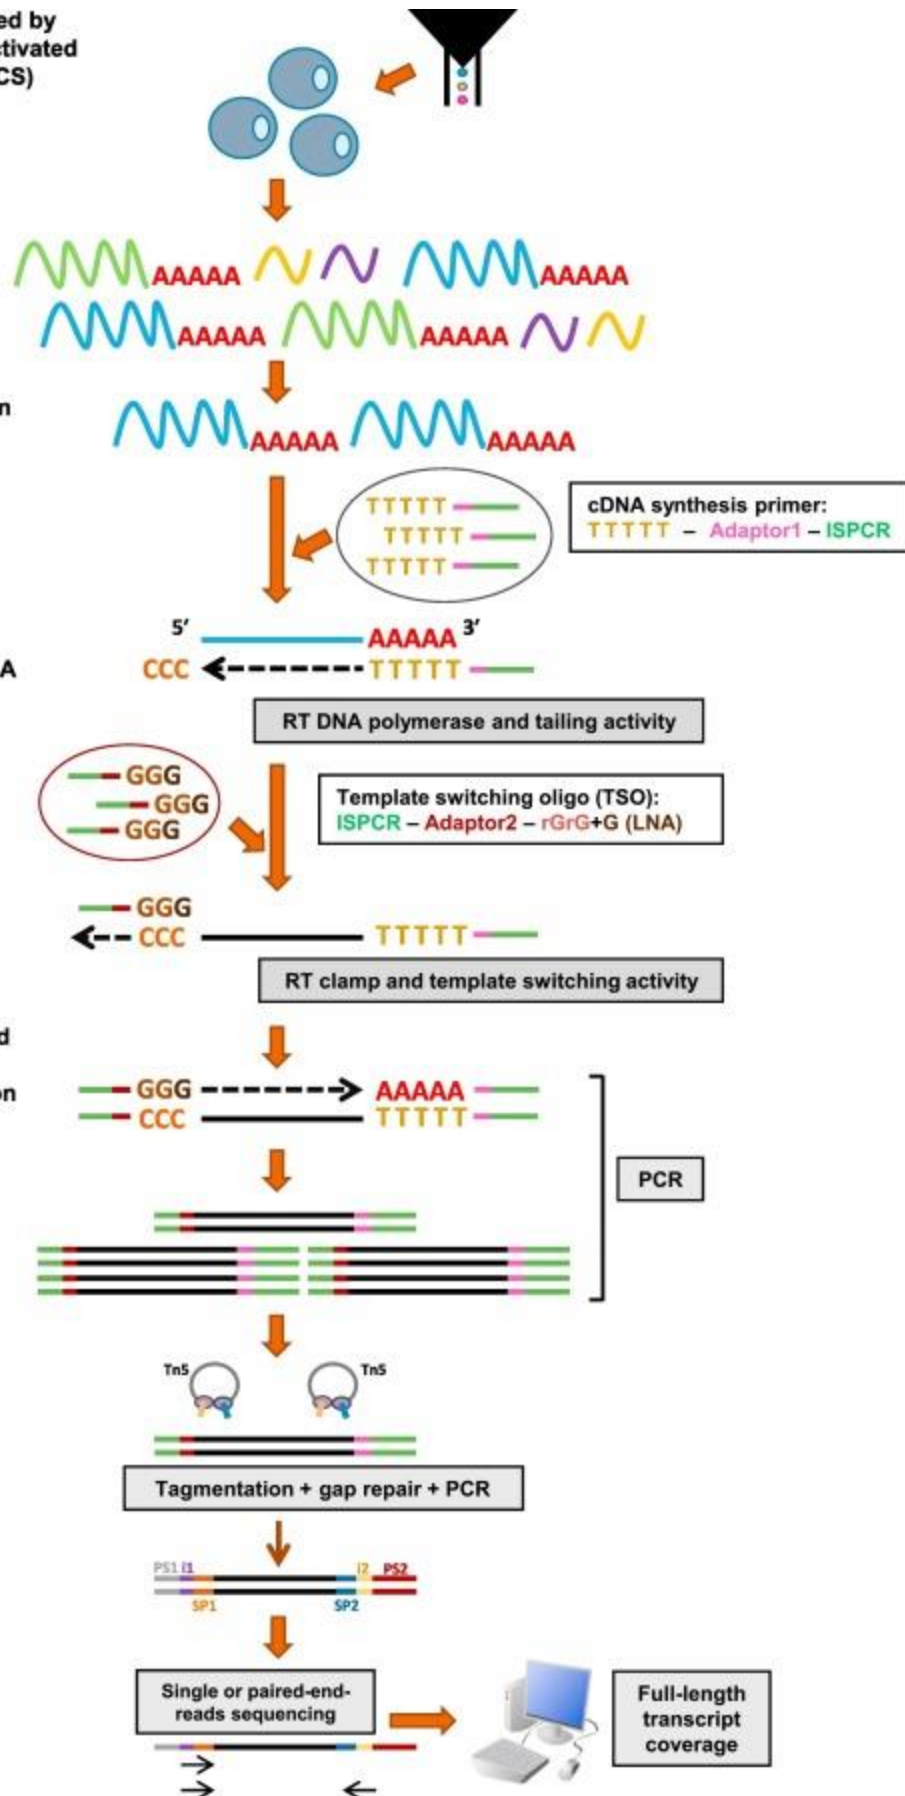 ed by
ctivated
CS)
AAAAA
AAAAA
AAAAA
AAAAA
n
AAAAA
AAAAA
TTTTT
TTTTT
TTTTT
cDNA synthesis primer:
TTTTT – Adaptor1 – ISPCR
5′ AAAAA 3′
A
CCC TTTTT
RT DNA polymerase and tailing activity
GGG
GGG
GGG
Template switching oligo (TSO):
ISPCR – Adaptor2 – rGrG+G (LNA)
GGG
CCC TTTTT
RT clamp and template switching activity
d
on
GGG AAAAA
CCC TTTTT
PCR
Tn5 Tn5
Tagmentation + gap repair + PCR
PS1 i1 i2 PS2
SP1 SP2
Single or paired-end-
reads sequencing
Full-length
transcript
coverage